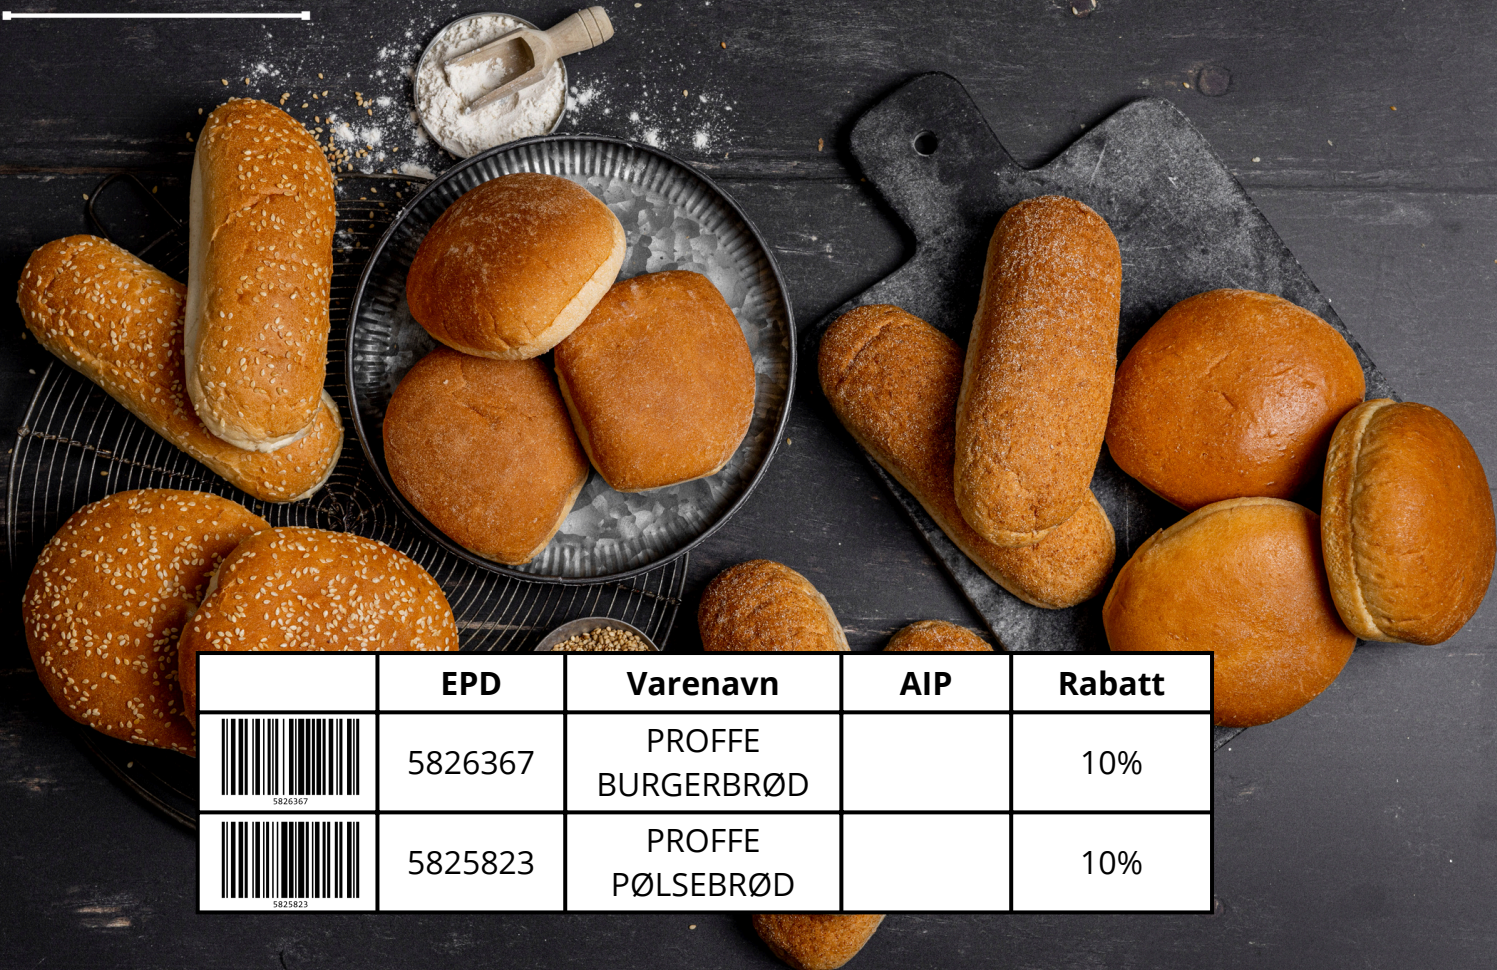 EPD Varenavn AIP Rabatt
5826367 5826367 PROFFE BURGERBRØD 10%
5825823 5825823 PROFFE PØLSEBRØD 10%